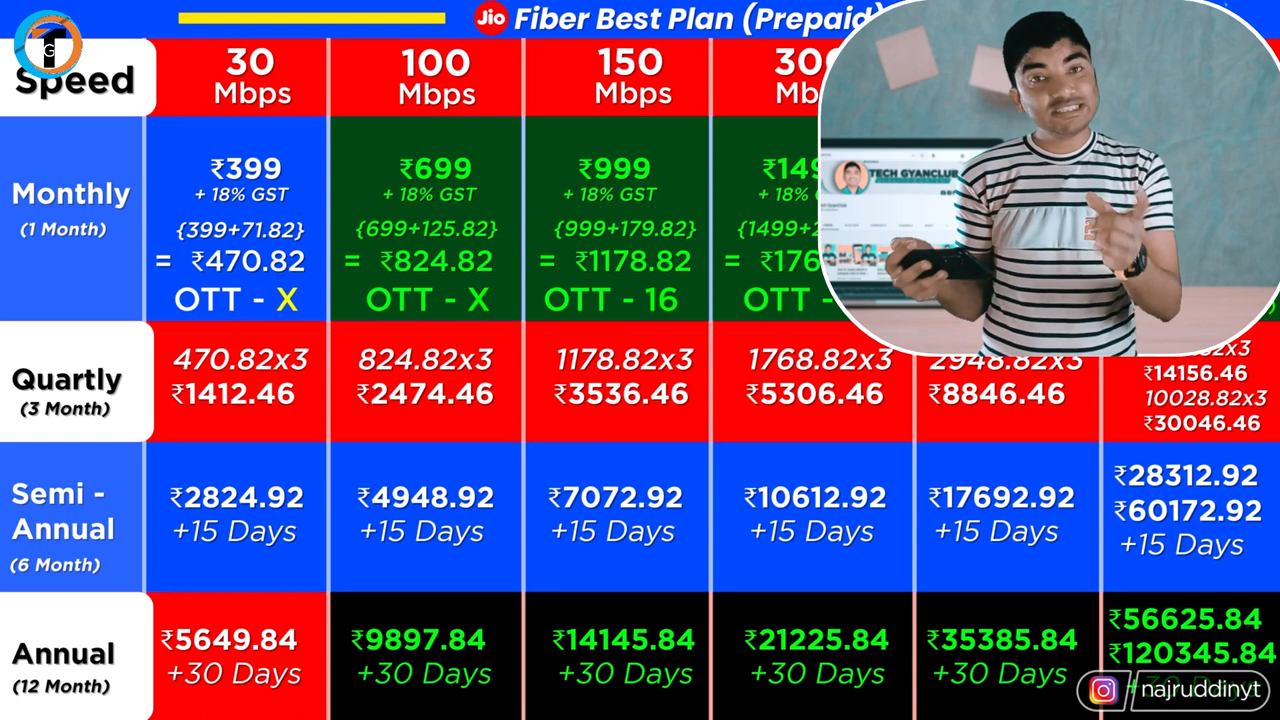 Jio Fiber Best Plan (Prepaid)
TG
Speed
30
Mbps
100
Mbps
150
Mbps
Monthly
(1 Month)
₹399
+ 18% GST
{399+71.82}
= ₹470.82
OTT - X
₹699
+ 18% GST
{699+125.82}
= ₹824.82
OTT - X
₹999
+ 18% GST
{999+179.82}
= ₹1178.82
OTT - 16
+ 18%
OTT -
TECH GYANCLUB
Quartly
(3 Month)
470.82x3
₹1412.46
824.82x3
₹2474.46
1178.82x3
₹3536.46
1768.82x3
₹5306.46
2948.82x3
₹8846.46
₹14156.46
10028.82x3
₹30046.46
Semi -
Annual
(6 Month)
₹2824.92
+15 Days
₹4948.92
+15 Days
₹7072.92
+15 Days
₹10612.92
+15 Days
₹17692.92
+15 Days
₹28312.92
₹60172.92
+15 Days
Annual
(12 Month)
₹5649.84
+30 Days
₹9897.84
+30 Days
₹14145.84
+30 Days
₹21225.84
+30 Days
₹35385.84
+30 Days
₹56625.84
₹120345.84
najruddinyt